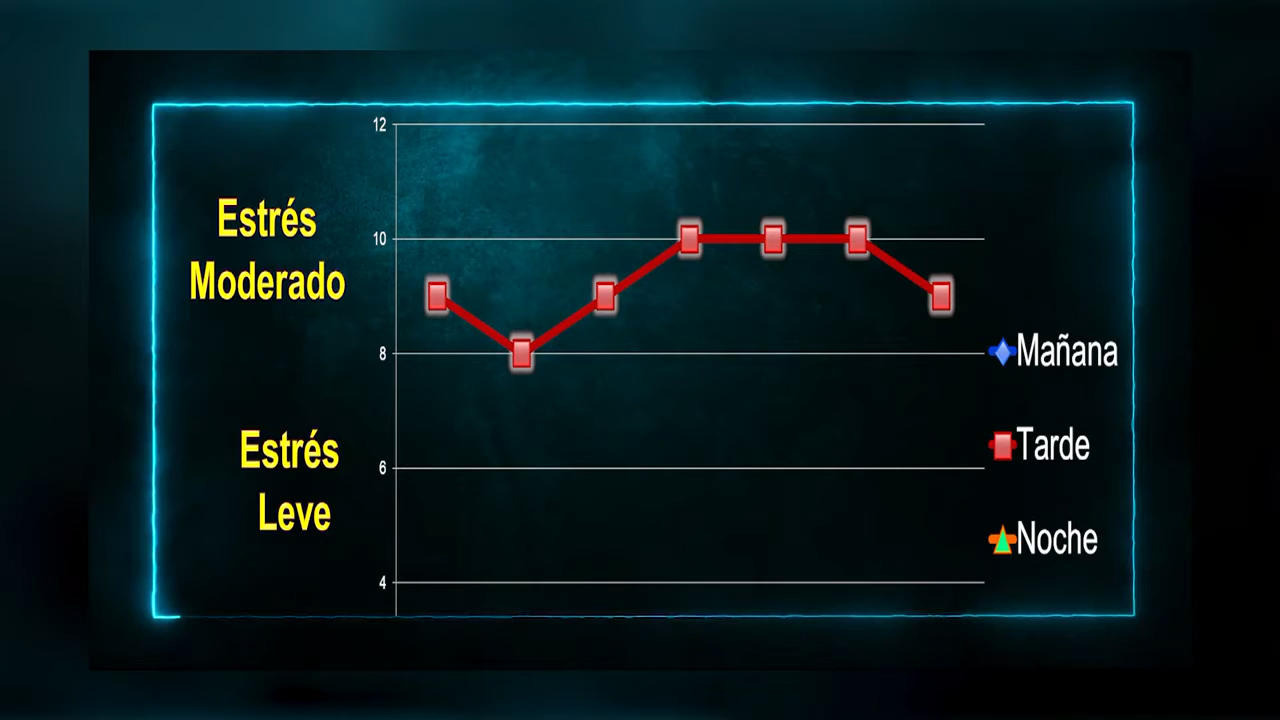 12
Estrés
Moderado
10
8
Mañana
Tarde
Estrés
Leve
6
Noche
4